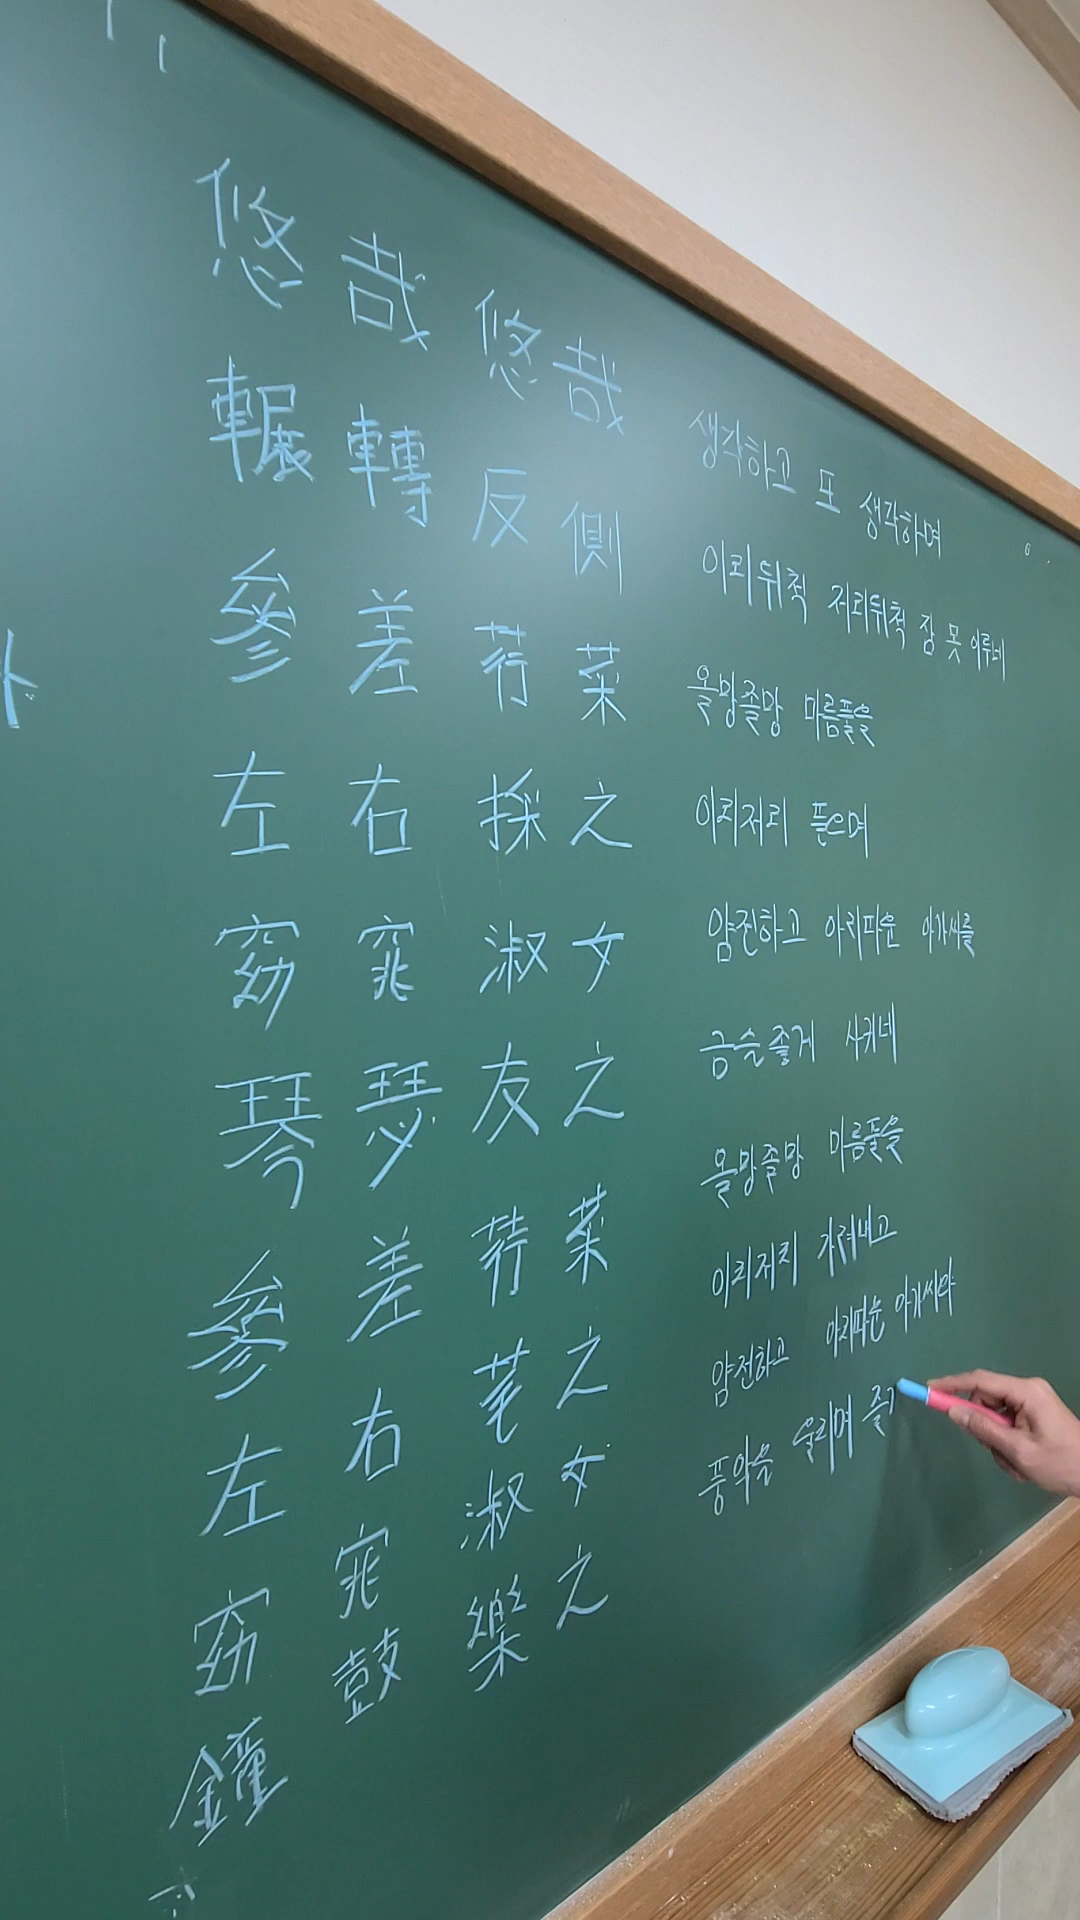 悠哉悠哉 생각하고 또 생각하며
輾轉反側 이리뒤척 저리뒤척 잠 못 이루네
參差荇菜 올망졸망 마름풀을
左右採之 이리저리 뜯으며
窈窕淑女 얌전하고 아리따운 아가씨를
琴瑟友之 금슬좋게 사귀네
參差荇菜 올망졸망 마름풀을
左右芼之 이리저리 가려내고
窈窕淑女 얌전하고 아리따운 아가씨와
鐘鼓樂之 풍악을 울리며 즐기